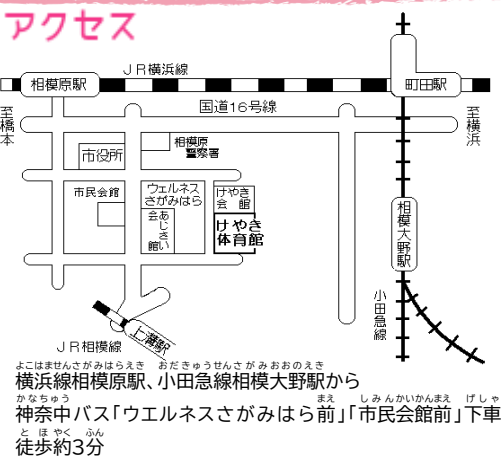 アクセス
JR横浜線
相模原駅
町田駅
至橋本
国道16号線
至横浜
市役所
相模原
警察署
市民会館
ウェルネス
さがみはら
けやき
会館
あじさい
会館
けやき
体育館
相模大野駅
小田急線
上溝駅
JR相模線
よこはませんさがみはらえき おだきゅうせんさがみおおのえき
横浜線相模原駅、小田急線相模大野駅から
かなちゅう まえ しみんかいかんまえ げしゃ
神奈中バス「ウエルネスさがみはら前」「市民会館前」下車
とほやく ふん
徒歩約3分